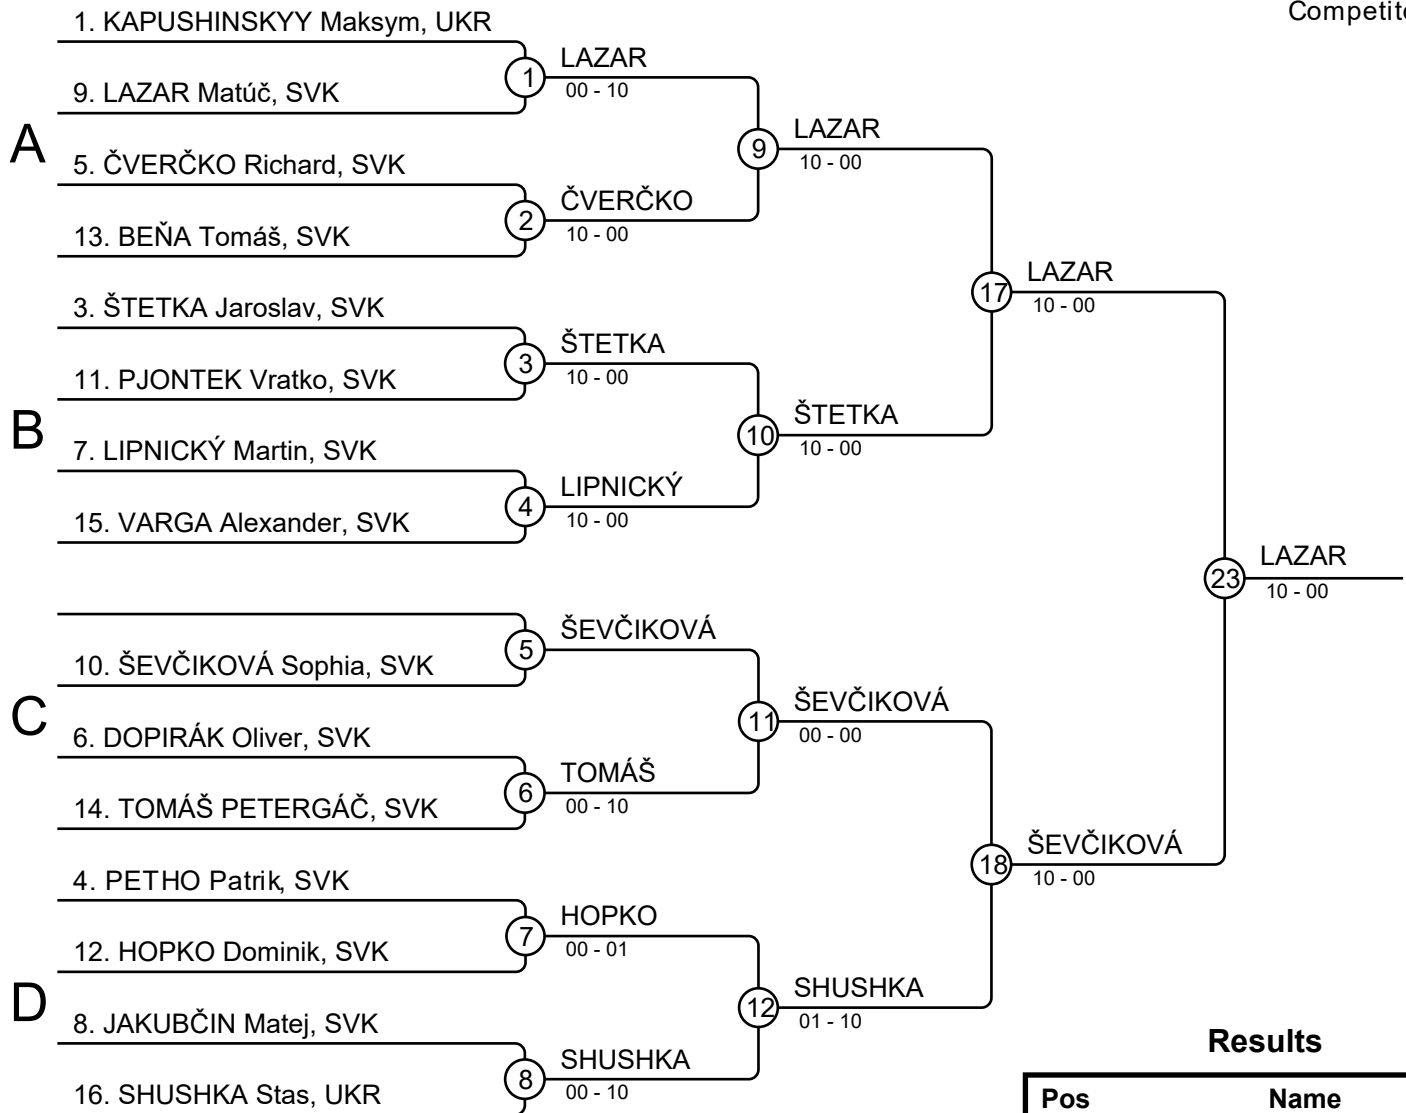 Competito
1. KAPUSHINSKYY Maksym, UKR
9. LAZAR Matúč, SVK
A
5. ČVERČKO Richard, SVK
13. BEŇA Tomáš, SVK
3. ŠTETKA Jaroslav, SVK
11. PJONTEK Vratko, SVK
B
7. LIPNICKÝ Martin, SVK
15. VARGA Alexander, SVK
10. ŠEVČIKOVÁ Sophia, SVK
C
6. DOPIRÁK Oliver, SVK
14. TOMÁŠ PETERGÁČ, SVK
4. PETHO Patrik, SVK
12. HOPKO Dominik, SVK
D
8. JAKUBČIN Matej, SVK
16. SHUSHKA Stas, UKR
1
LAZAR
00 - 10
2
ČVERČKO
10 - 00
3
ŠTETKA
10 - 00
4
LIPNICKÝ
10 - 00
5
ŠEVČIKOVÁ
6
TOMÁŠ
00 - 10
7
HOPKO
00 - 01
8
SHUSHKA
00 - 10
9
LAZAR
10 - 00
10
ŠTETKA
10 - 00
11
ŠEVČIKOVÁ
00 - 00
12
SHUSHKA
01 - 10
17
LAZAR
10 - 00
18
ŠEVČIKOVÁ
10 - 00
23
LAZAR
10 - 00
Results
Pos Name